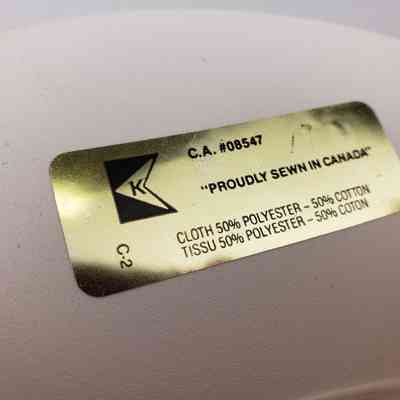 C.A. #08547
K
"PROUDLY SEWN IN CANADA"
CLOTH 50% POLYESTER – 50% COTTON
TISSU 50% POLYESTER – 50% COTON
C-2